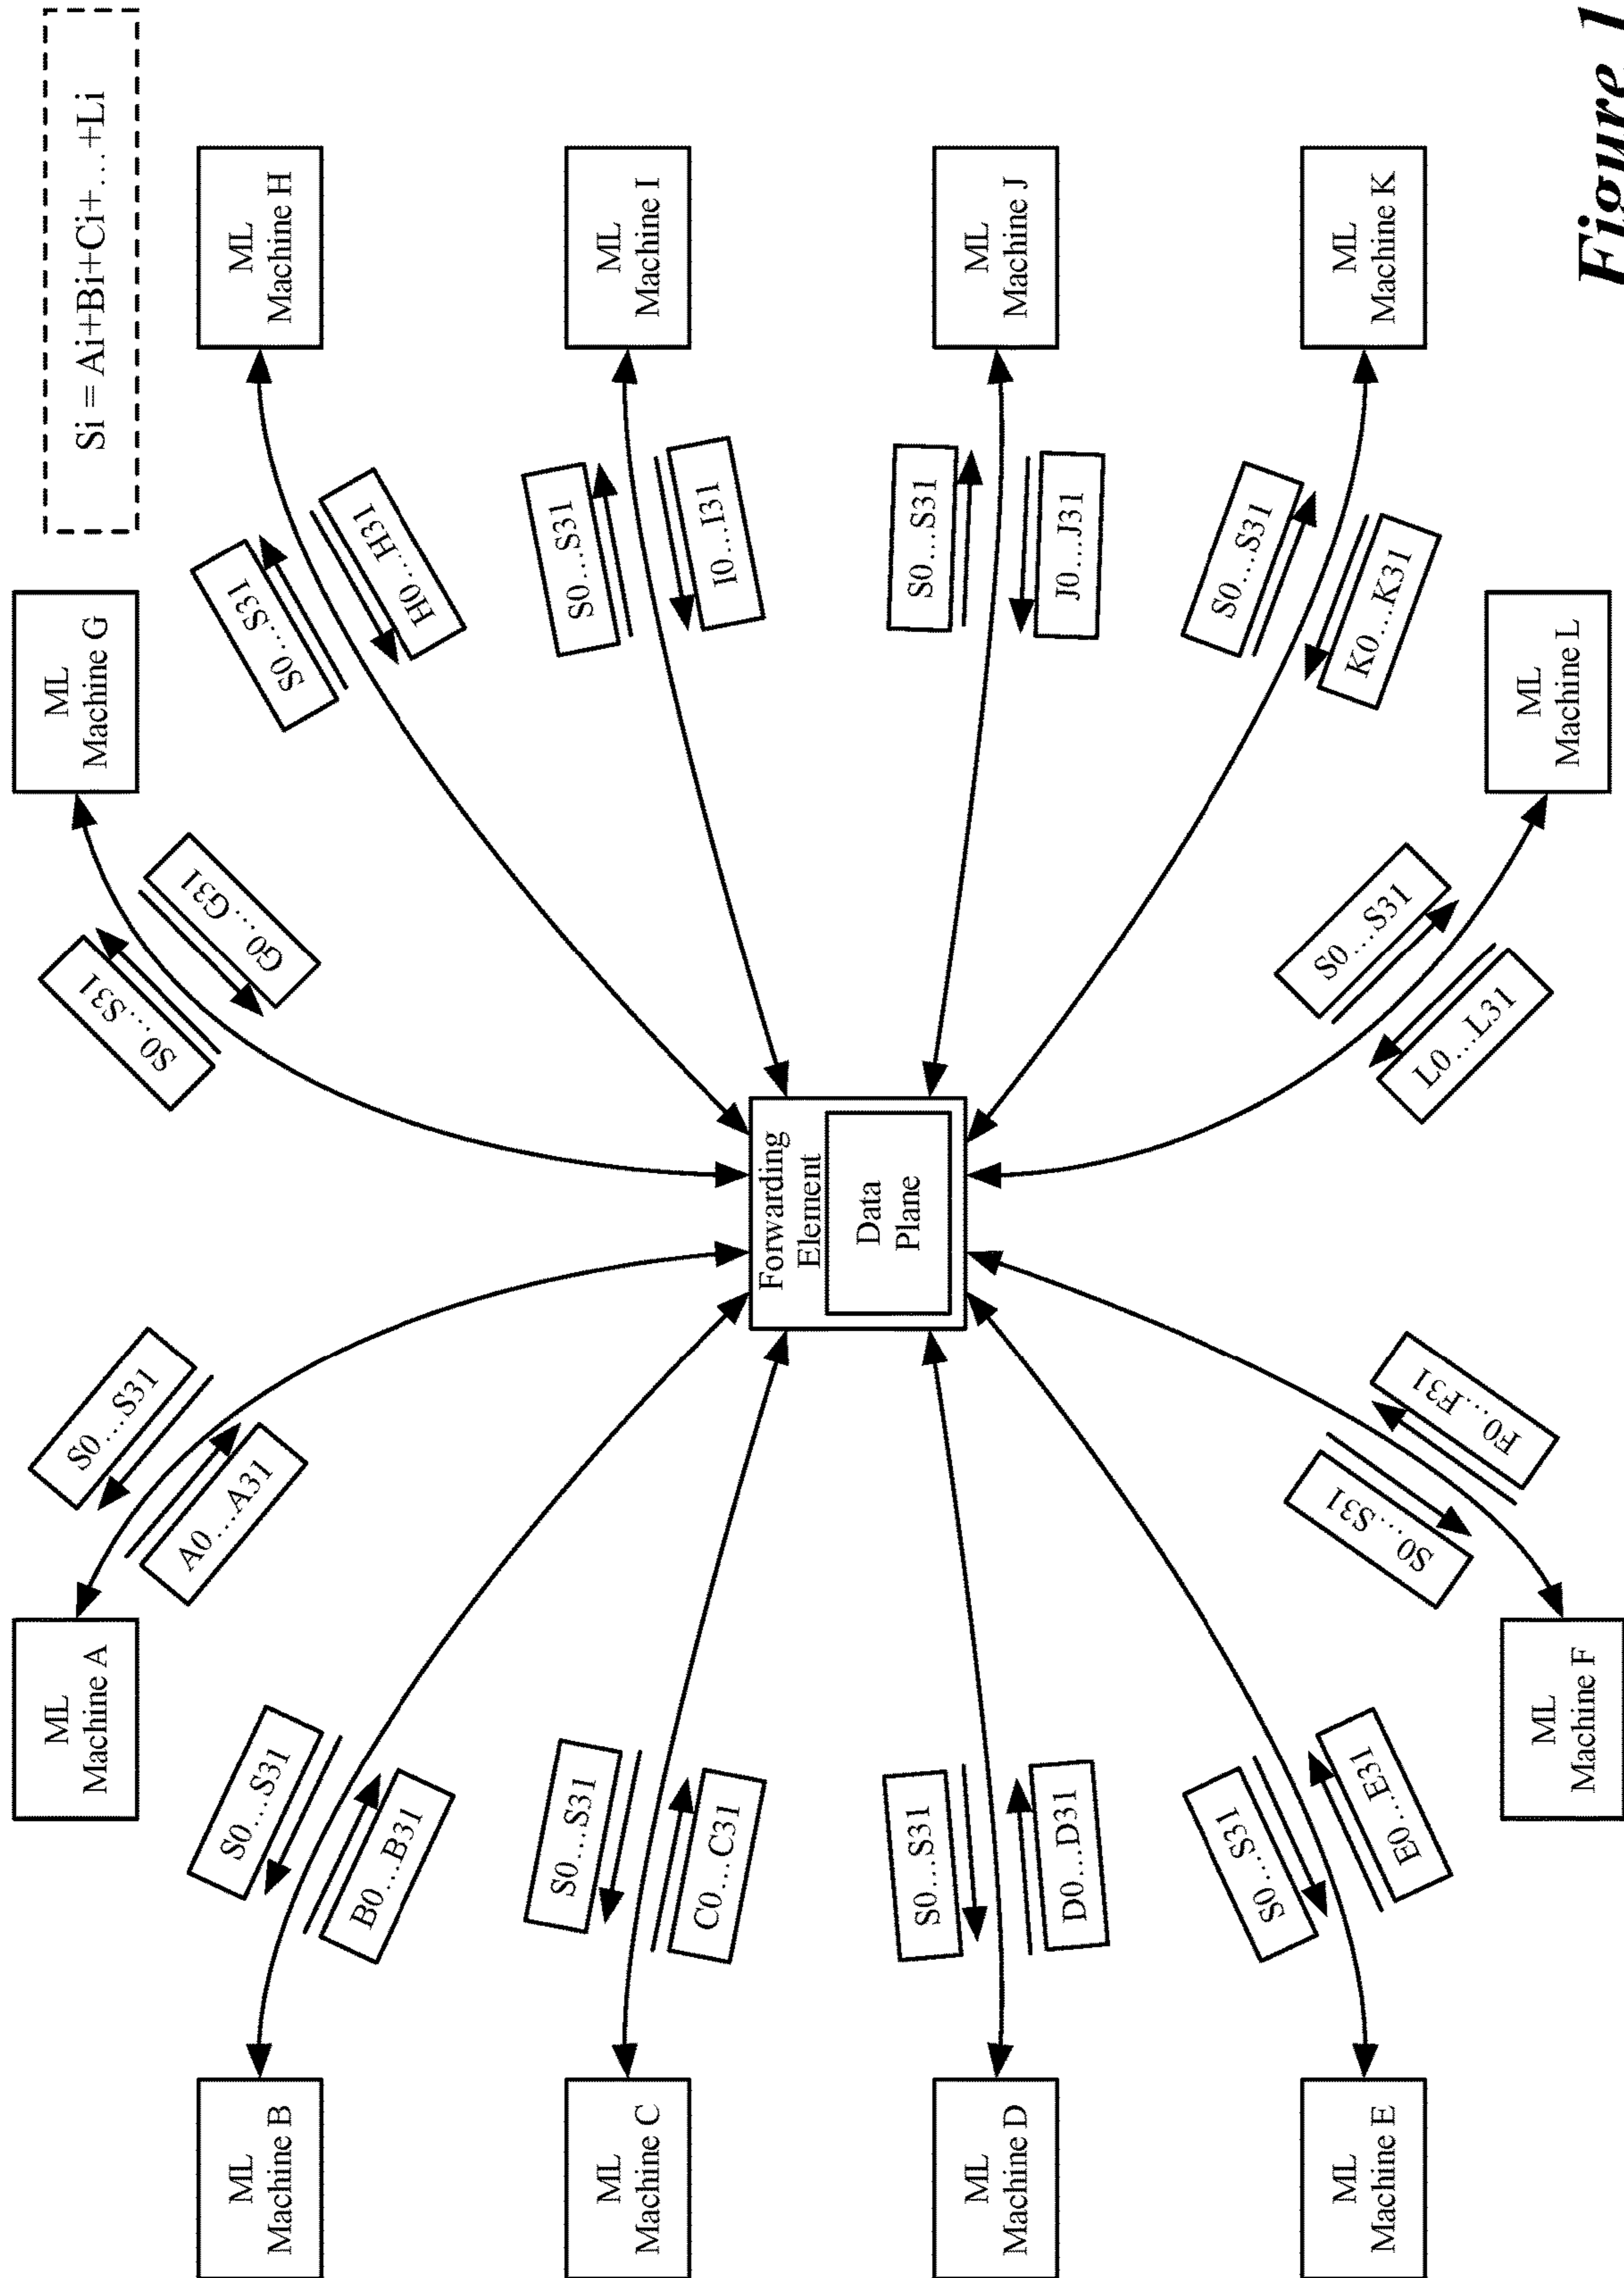 Si = Ai+Bi+Ci+…+Li
ML
Machine A
S0…S31
A0…A31
ML
Machine G
S0…S31
G0…G31
ML
Machine B
S0…S31
B0…B31
ML
Machine H
S0…S31
H0…H31
ML
Machine C
S0…S31
C0…C31
ML
Machine I
S0…S31
I0…I31
Forwarding
Element
Data
Plane
ML
Machine D
S0…S31
D0…D31
ML
Machine J
S0…S31
J0…J31
ML
Machine E
S0…S31
E0…E31
ML
Machine K
S0…S31
K0…K31
ML
Machine F
S0…S31
F0…F31
ML
Machine L
S0…S31
L0…L31
Figure 1